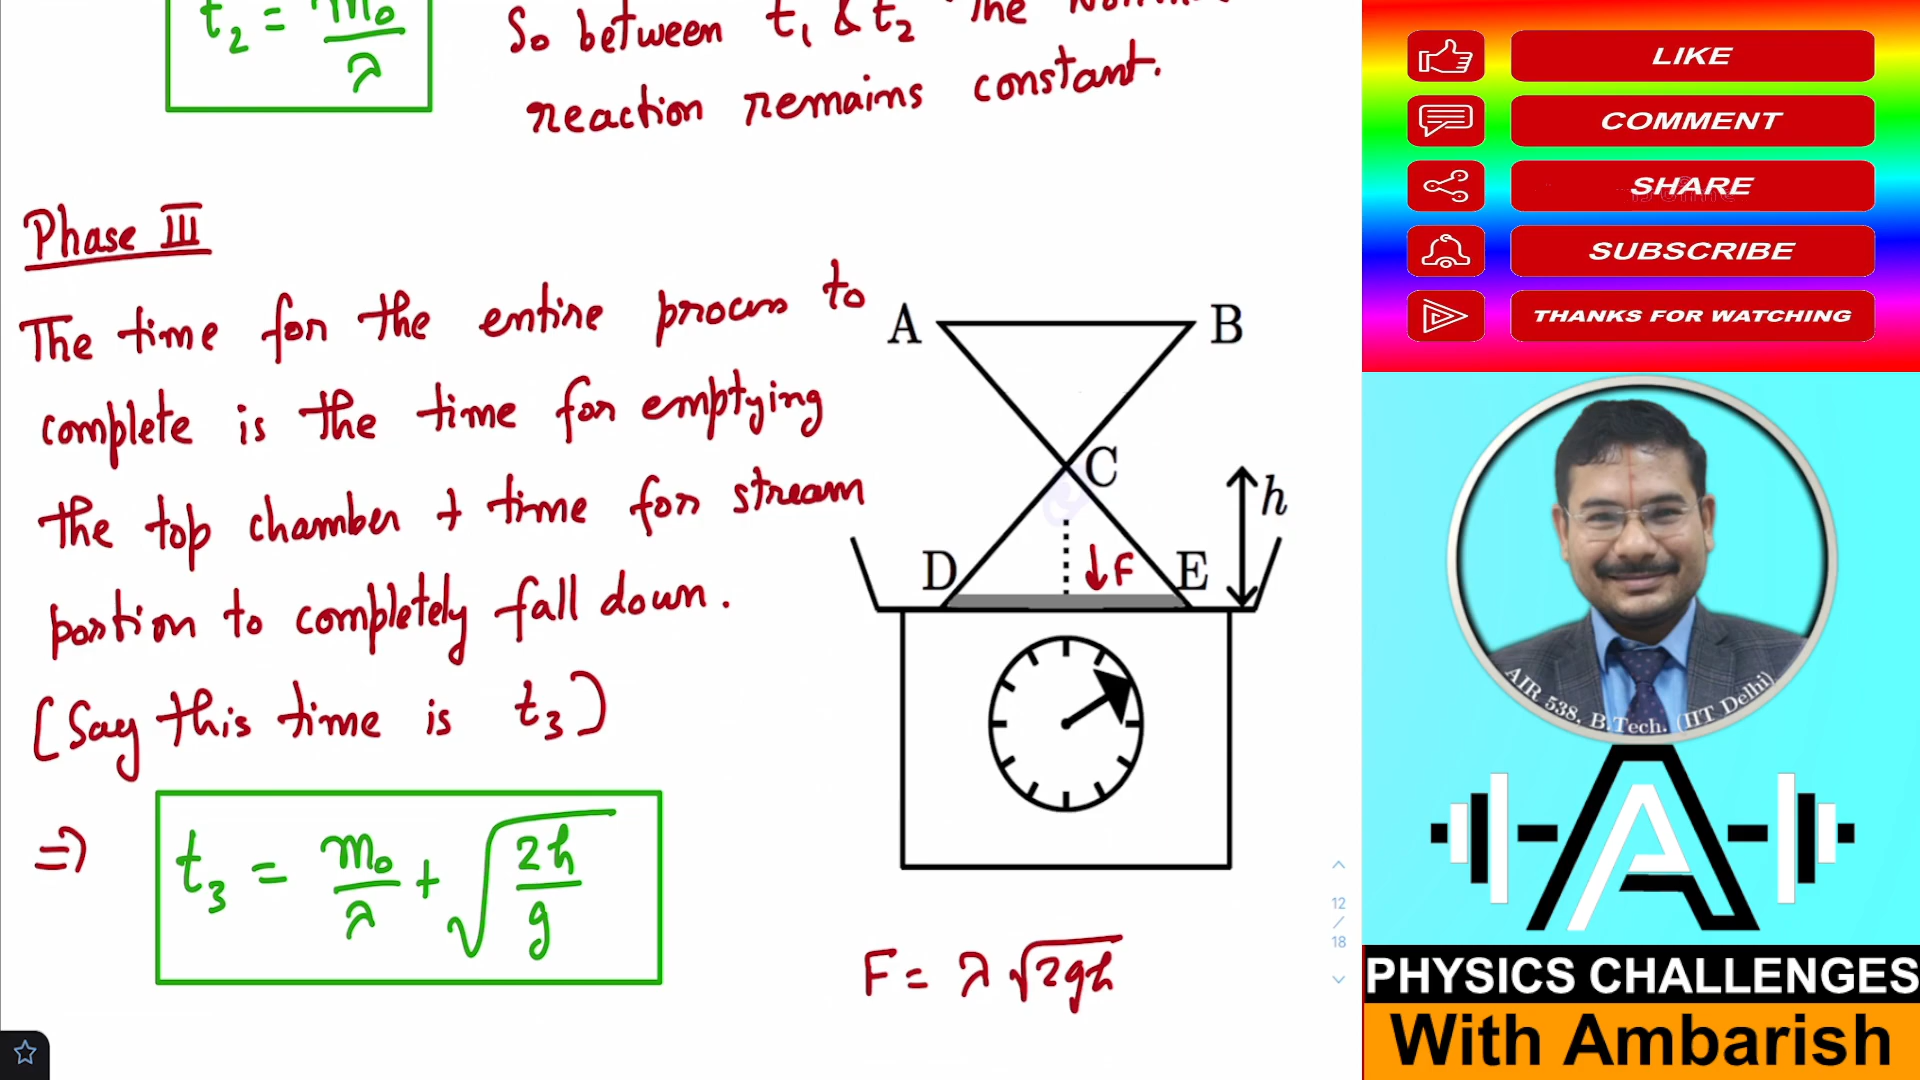 t₂ = m₀/λ
So between t₁ & t₂ The
reaction remains constant.
Phase III
The time for the entire process to
complete is the time for emptying
the top chamber + time for stream
portion to completely fall down.
(Say this time is t₃)
⇒ t₃ = m₀/λ + √(2h/g)
A B
C
h
D ↓F E
F = λ √2gh
12
/
18
LIKE
COMMENT
SHARE
SUBSCRIBE
THANKS FOR WATCHING
AIR 538, B.Tech. (IIT Delhi)
A
PHYSICS CHALLENGES
With Ambarish